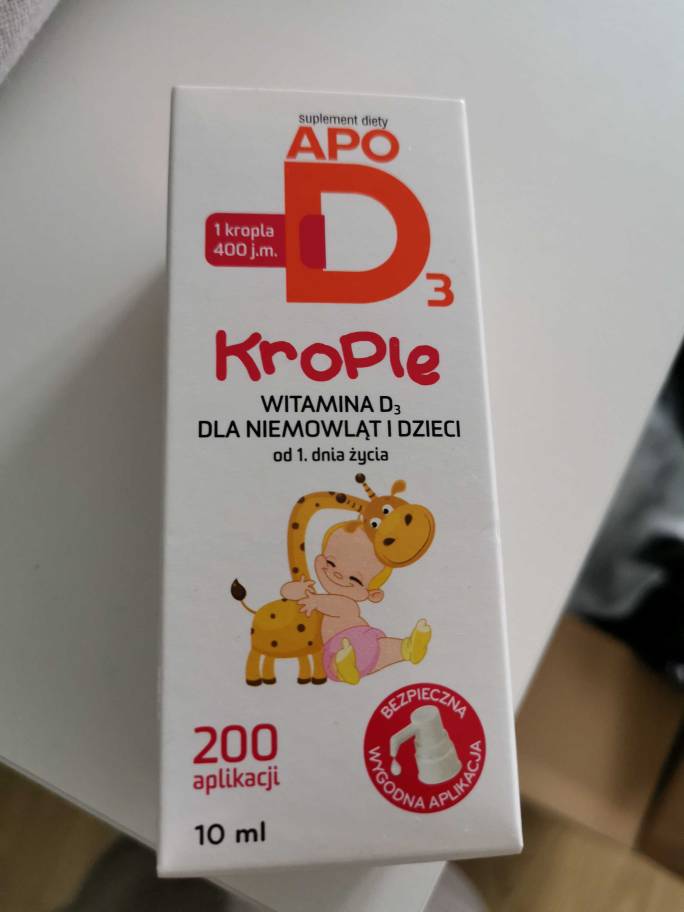 suplement diety
APO
D3
1 kropla
400 j.m.
Krople
WITAMINA D3
DLA NIEMOWLĄT I DZIECI
od 1. dnia życia
200
aplikacji
10 ml
BEZPIECZNA
WYGODNA APLIKACJA